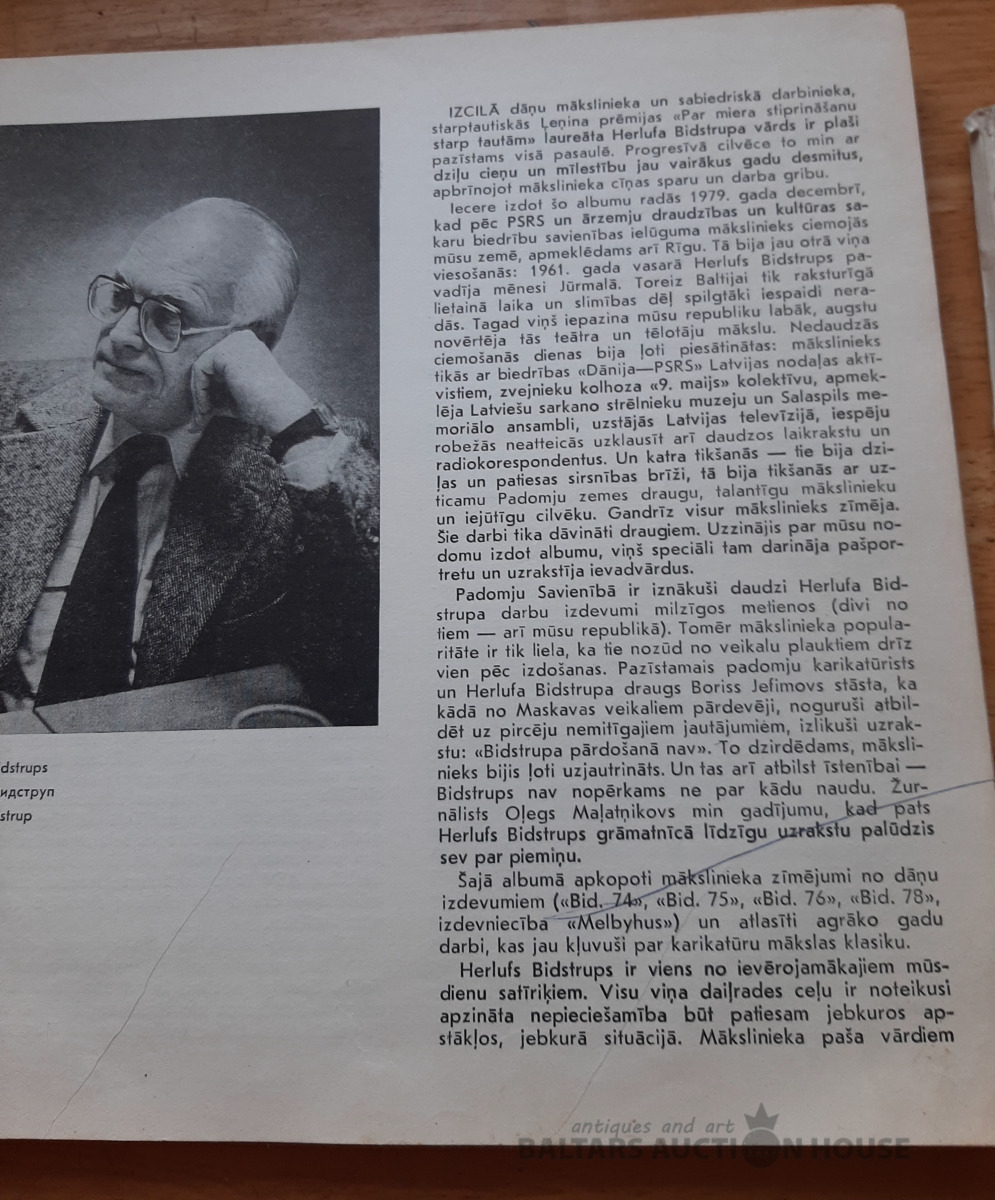 dstrups
идструп
strup
IZCILĀ dāņu mākslinieka un sabiedriskā darbinieka,
starptautiskās Ļeņina prēmijas «Par miera stiprināšanu
starp tautām» laureāta Herlufa Bidstrupa vārds ir plaši
pazīstams visā pasaulē. Progresīvā cilvēce to min ar
dziļu cieņu un mīlestību jau vairākus gadu desmitus,
apbrīnojot mākslinieka cīņas sparu un darba gribu.
Iecere izdot šo albumu radās 1979. gada decembrī,
kad pēc PSRS un ārzemju draudzības un kultūras sa-
karu biedrību savienības ielūguma mākslinieks ciemojās
mūsu zemē, apmeklēdams arī Rīgu. Tā bija jau otrā viņa
viesošanās: 1961. gada vasarā Herlufs Bidstrups pa-
vadīja mēnesi Jūrmalā. Toreiz Baltijai tik raksturīgā
lietainā laika un slimības dēļ spilgtāki iespaidi nera-
dās. Tagad viņš iepazina mūsu republiku labāk, augstu
novērtēja tās teātra un tēlotāju mākslu. Nedaudzās
ciemošanās dienas bija ļoti piesātinātas: mākslinieks
tikās ar biedrības «Dānija—PSRS» Latvijas nodaļas aktī-
vistiem, zvejnieku kolhoza «9. maijs» kolektīvu, apmek-
lēja Latviešu sarkano strēlnieku muzeju un Salaspils me-
moriālo ansambli, uzstājās Latvijas televīzijā, iespēju
robežās neatteicās uzklausīt arī daudzos laikrakstu un
radiokorespondentus. Un katra tikšanās — tie bija dzi-
ļas un patiesas sirsnības brīži, tā bija tikšanās ar uz-
ticamu Padomju zemes draugu, talantīgu mākslinieku
un iejūtīgu cilvēku. Gandrīz visur mākslinieks zīmēja.
Šie darbi tika dāvināti draugiem. Uzzinājis par mūsu no-
domu izdot albumu, viņš speciāli tam darināja pašpor-
tretu un uzrakstīja ievadvārdus.
Padomju Savienībā ir iznākuši daudzi Herlufa Bid-
strupa darbu izdevumi milzīgos metienos (divi no
tiem — arī mūsu republikā). Tomēr mākslinieka popula-
ritāte ir tik liela, ka tie nozūd no veikalu plauktiem drīz
vien pēc izdošanas. Pazīstamais padomju karikatūrists
un Herlufa Bidstrupa draugs Boriss Jefimovs stāsta, ka
kādā no Maskavas veikaliem pārdevēji, noguruši atbil-
dēt uz pircēju nemitīgajiem jautājumiem, izlikuši uzrak-
stu: «Bidstrupa pārdošanā nav». To dzirdēdams, māksli-
nieks bijis ļoti uzjautrināts. Un tas arī atbilst īstenībai —
Bidstrups nav nopērkams ne par kādu naudu. Žur-
nālists Oļegs Maļatņikovs min gadījumu, kad pats
Herlufs Bidstrups grāmatnīcā līdzīgu uzrakstu palūdzis
sev par piemiņu.
Šajā albumā apkopoti mākslinieka zīmējumi no dāņu
izdevumiem («Bid. 74», «Bid. 75», «Bid. 76», «Bid. 78»,
izdevniecība «Melbyhus») un atlasīti agrāko gadu
darbi, kas jau kļuvuši par karikatūru mākslas klasiku.
Herlufs Bidstrups ir viens no ievērojamākajiem mūs-
dienu satīriķiem. Visu viņa daiļrades ceļu ir noteikusi
apzināta nepieciešamība būt patiesam jebkuros ap-
stākļos, jebkurā situācijā. Mākslinieka paša vārdiem
antiques and art
BALTARS AUCTION HOUSE